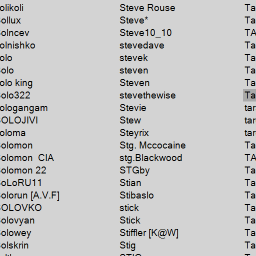 olikoli Steve Rouse Ta
ollux Steve* Ta
olncev Steve10_10 TA
olnishko stevedave Ta
olo stevek Ta
olo steven Ta
olo king Steven Ta
olo322 stevethewise Ta
ologangam Stevie tar
SOLOJIVI Stew tar
oloma Steyrix tar
olomon Stg. Mccocaine Ta
olomon CIA stg.Blackwood TA
olomon 22 STGby Ta
SoLoRU11 Stian Ta
olorun [A.V.F] Stibaslo Ta
SOLOVKO stick Ta
olovyan Stick Ta
olowey Stiffler [K@W] Ta
olskrin Stig Ta